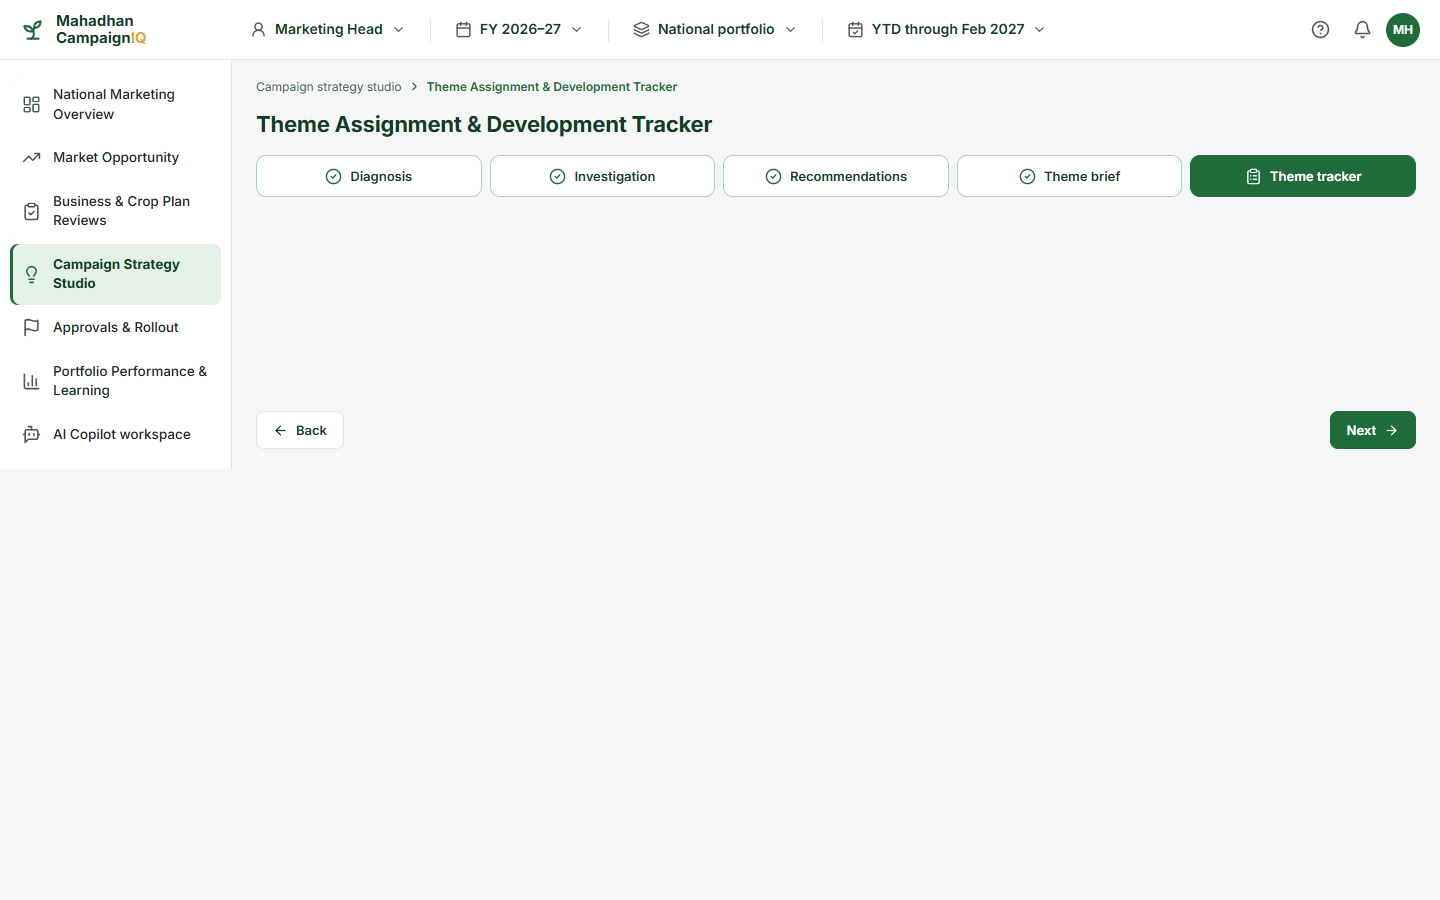 Mahadhan
CampaignIQ
Marketing Head
FY 2026–27
National portfolio
YTD through Feb 2027
MH
National Marketing
Overview
Market Opportunity
Business & Crop Plan
Reviews
Campaign Strategy
Studio
Approvals & Rollout
Portfolio Performance &
Learning
AI Copilot workspace
Campaign strategy studio > Theme Assignment & Development Tracker
Theme Assignment & Development Tracker
Diagnosis
Investigation
Recommendations
Theme brief
Theme tracker
Back
Next